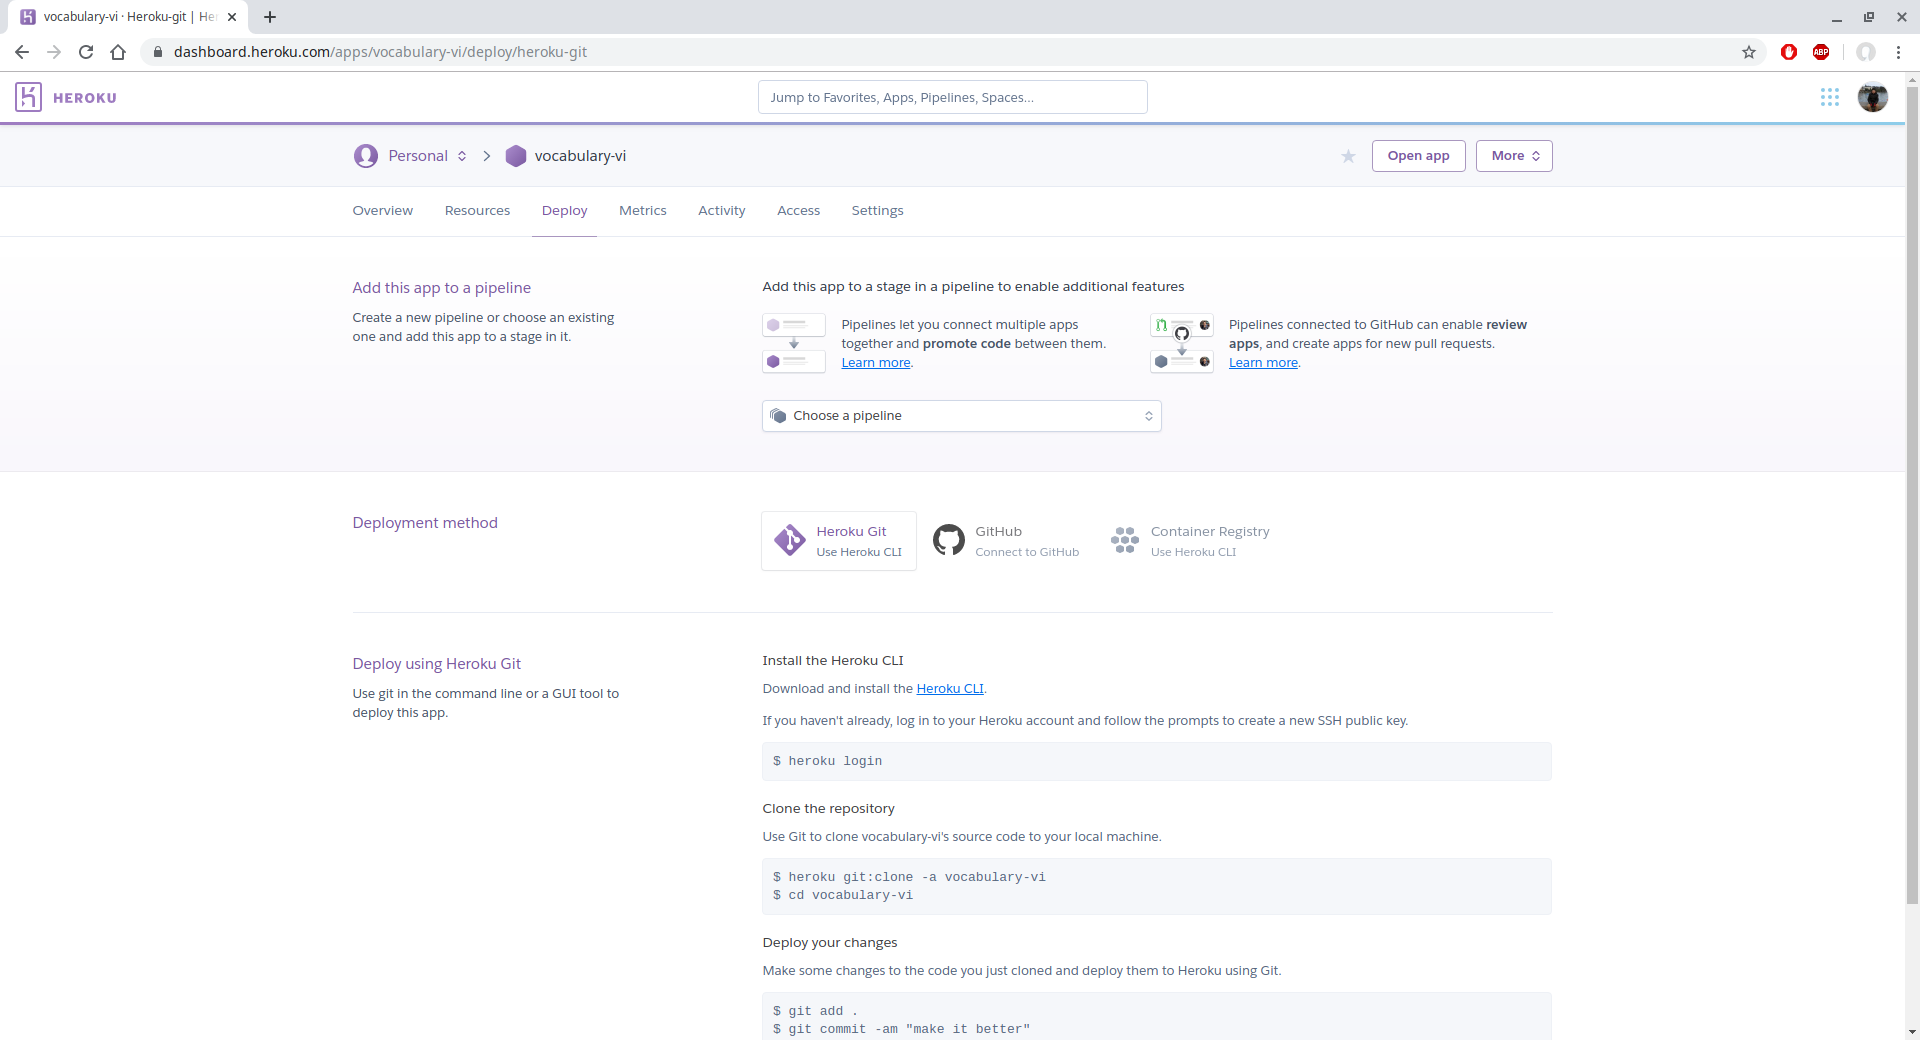 vocabulary-vi · Heroku-git | He
dashboard.heroku.com/apps/vocabulary-vi/deploy/heroku-git
ABP
HEROKU
Jump to Favorites, Apps, Pipelines, Spaces...
Personal
vocabulary-vi
Open app
More
Overview
Resources
Deploy
Metrics
Activity
Access
Settings
Add this app to a pipeline
Create a new pipeline or choose an existing
one and add this app to a stage in it.
Add this app to a stage in a pipeline to enable additional features
Pipelines let you connect multiple apps
together and promote code between them.
Learn more.
Pipelines connected to GitHub can enable review
apps, and create apps for new pull requests.
Learn more.
Choose a pipeline
Deployment method
Heroku Git
Use Heroku CLI
GitHub
Connect to GitHub
Container Registry
Use Heroku CLI
Deploy using Heroku Git
Use git in the command line or a GUI tool to
deploy this app.
Install the Heroku CLI
Download and install the Heroku CLI.
If you haven't already, log in to your Heroku account and follow the prompts to create a new SSH public key.
$ heroku login
Clone the repository
Use Git to clone vocabulary-vi's source code to your local machine.
$ heroku git:clone -a vocabulary-vi
$ cd vocabulary-vi
Deploy your changes
Make some changes to the code you just cloned and deploy them to Heroku using Git.
$ git add .
$ git commit -am "make it better"